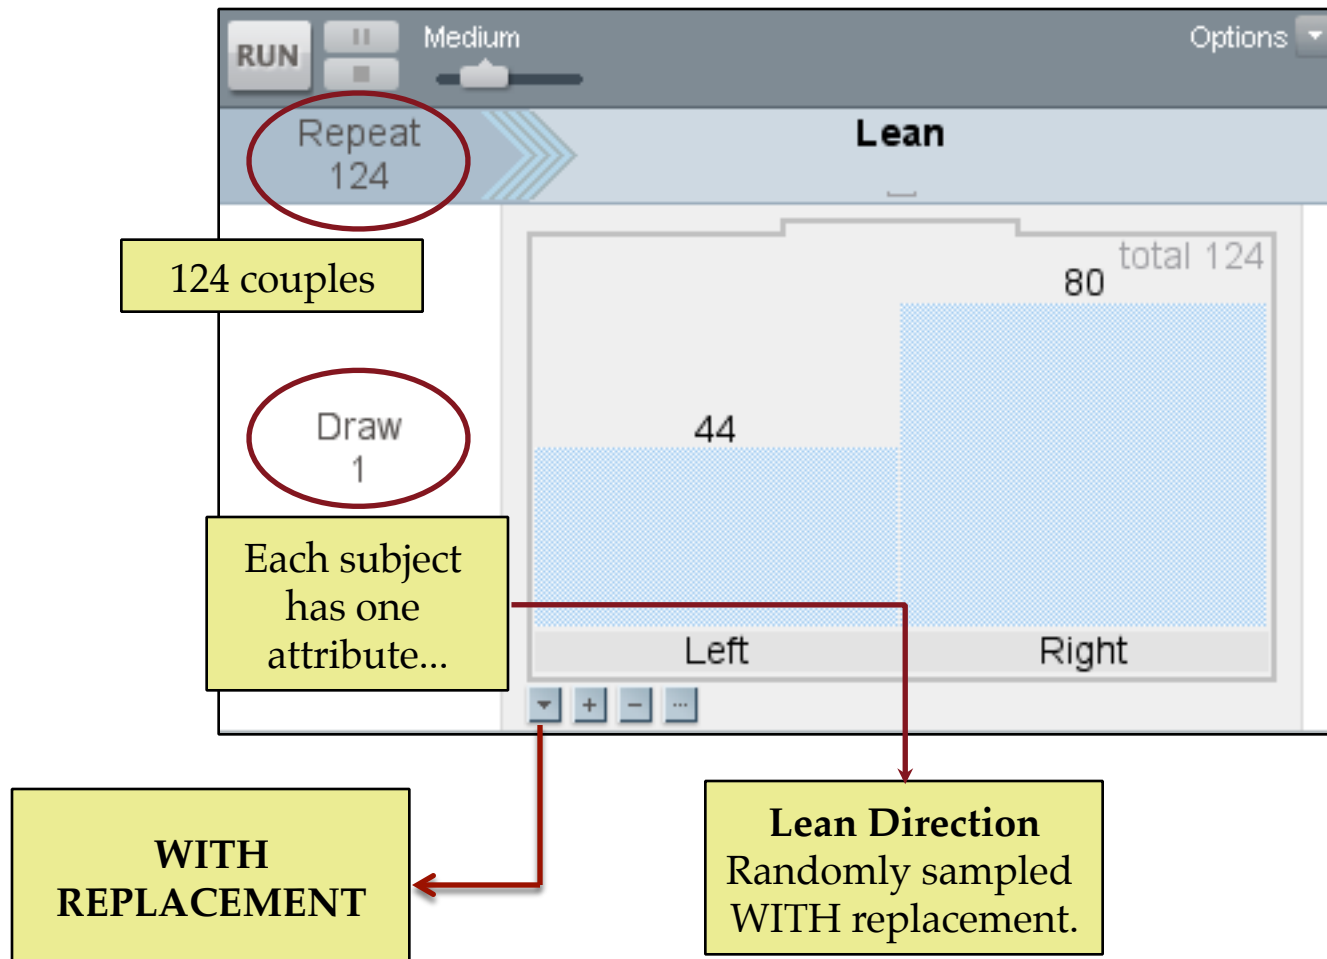 RUN
Medium
Options
Repeat
124
Lean
124 couples
total 124
80
44
Draw
1
Each subject
has one
attribute...
Left
Right
WITH
REPLACEMENT
Lean Direction
Randomly sampled
WITH replacement.